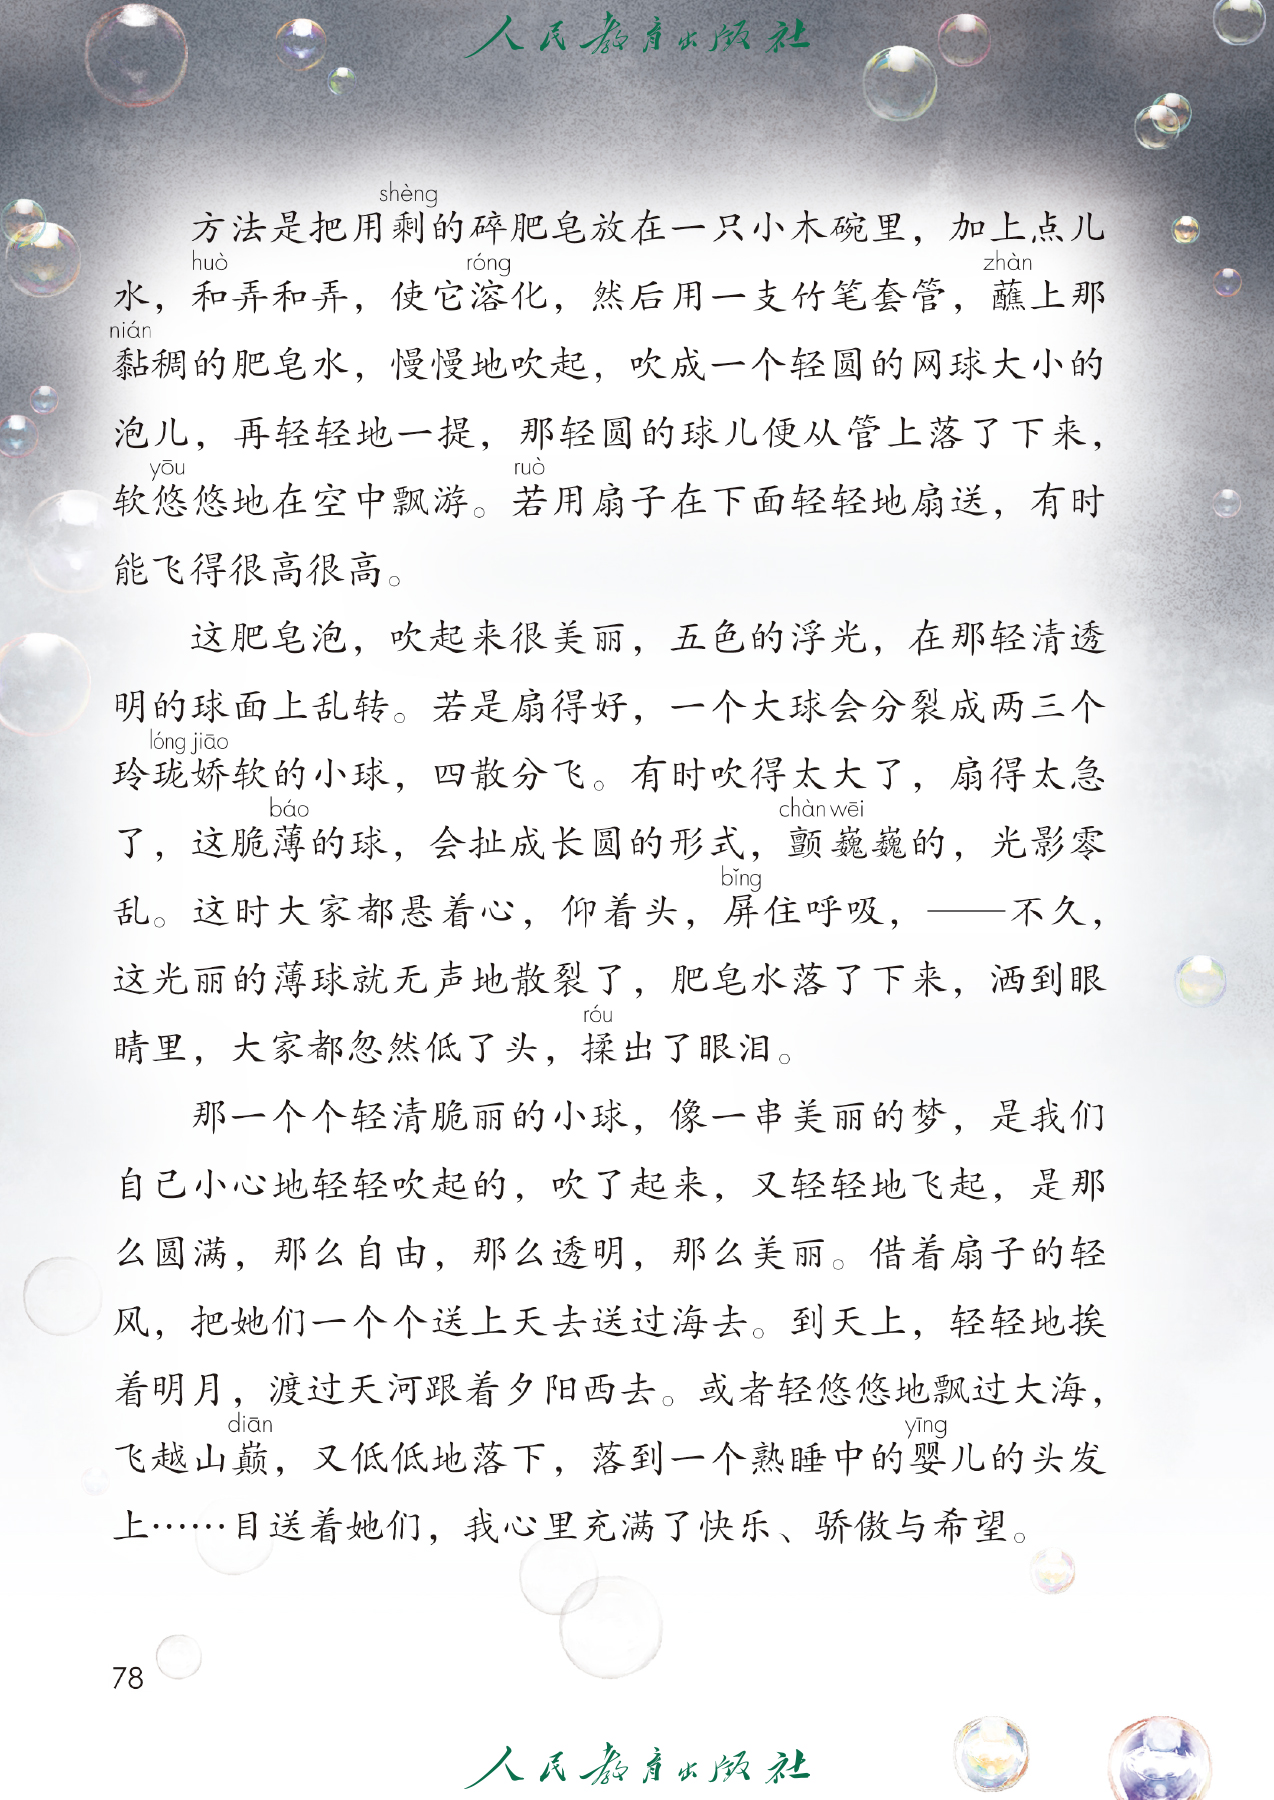 人民教育出版社
shèng
方法是把用剩的碎肥皂放在一只小木碗里，加上点儿
huò róng zhàn
水，和弄和弄，使它溶化，然后用一支竹笔套管，蘸上那
nián
黏稠的肥皂水，慢慢地吹起，吹成一个轻圆的网球大小的
泡儿，再轻轻地一提，那轻圆的球儿便从管上落了下来，
yōu ruò
软悠悠地在空中飘游。若用扇子在下面轻轻地扇送，有时
能飞得很高很高。
这肥皂泡，吹起来很美丽，五色的浮光，在那轻清透
明的球面上乱转。若是扇得好，一个大球会分裂成两三个
lóng jiāo
玲珑娇软的小球，四散分飞。有时吹得太大了，扇得太急
báo chàn wēi
了，这脆薄的球，会扯成长圆的形式，颤巍巍的，光影零
bǐng
乱。这时大家都悬着心，仰着头，屏住呼吸，——不久，
这光丽的薄球就无声地散裂了，肥皂水落了下来，洒到眼
róu
睛里，大家都忽然低了头，揉出了眼泪。
那一个个轻清脆丽的小球，像一串美丽的梦，是我们
自己小心地轻轻吹起的，吹了起来，又轻轻地飞起，是那
么圆满，那么自由，那么透明，那么美丽。借着扇子的轻
风，把她们一个个送上天去送过海去。到天上，轻轻地挨
着明月，渡过天河跟着夕阳西去。或者轻悠悠地飘过大海，
diān yīng
飞越山巅，又低低地落下，落到一个熟睡中的婴儿的头发
上……目送着她们，我心里充满了快乐、骄傲与希望。
78
人民教育出版社